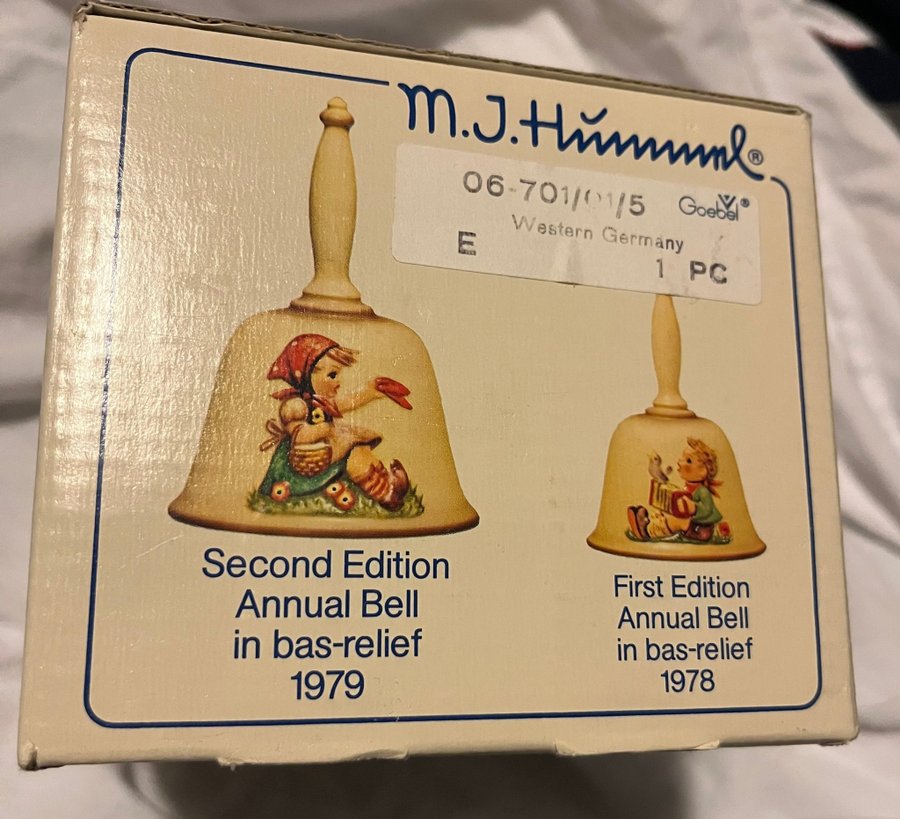 M.J.Hummel®
06-701/01/5 Goebel®
Western Germany
E 1 PC
Second Edition
Annual Bell
in bas-relief
1979
First Edition
Annual Bell
in bas-relief
1978